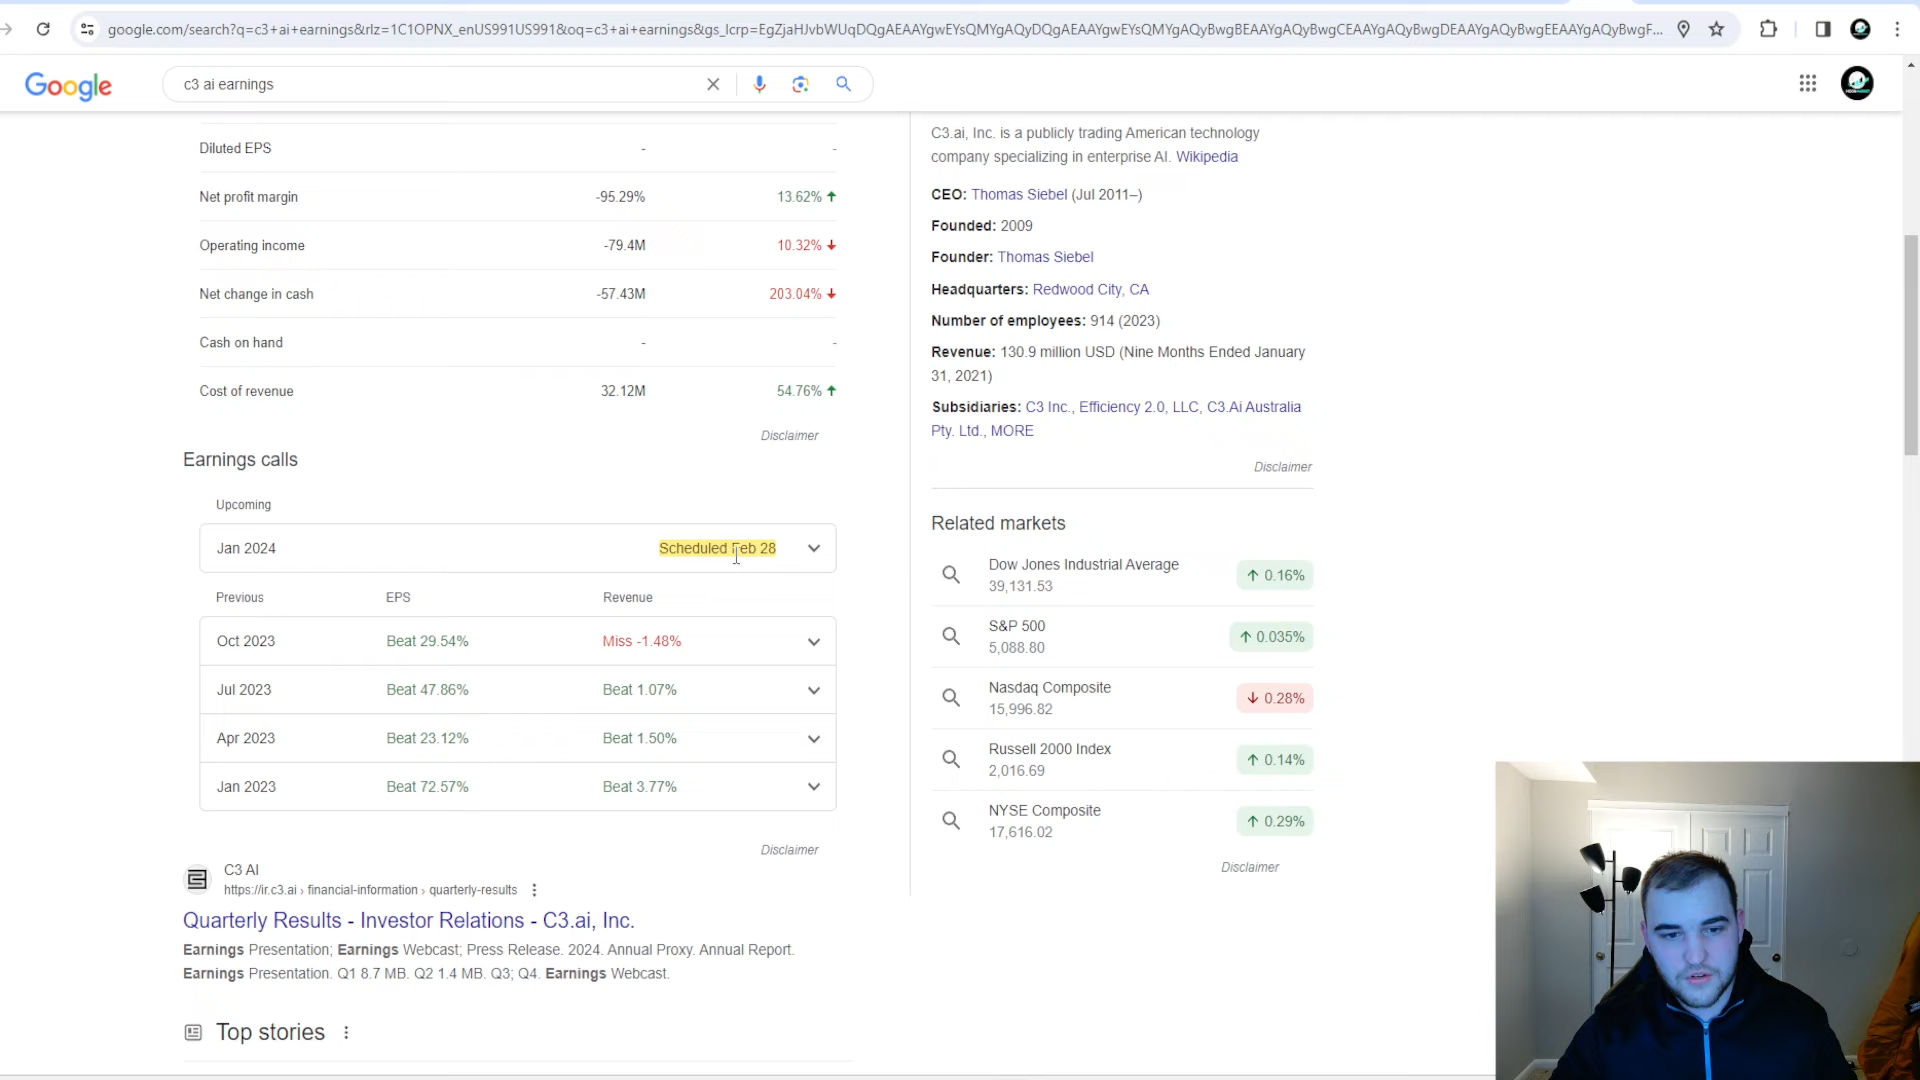 google.com/search?q=c3+ai+earnings&rlz=1C1OPNX_enUS991US991&oq=c3+ai+earnings&gs_lcrp=EgZjaHJvbWUqDQgAEAAYgwEYsQMYgAQyDQgAEAAYgwEYsQMYgAQyBwgBEAAYgAQyBwgCEAAYgAQyBwgDEAAYgAQyBwgEEAAYgAQyBwgF...
Google
c3 ai earnings
Diluted EPS - -
Net profit margin -95.29% 13.62%
Operating income -79.4M 10.32%
Net change in cash -57.43M 203.04%
Cash on hand - -
Cost of revenue 32.12M 54.76%
Disclaimer
Earnings calls
Upcoming
Jan 2024 Scheduled Feb 28
Previous EPS Revenue
Oct 2023 Beat 29.54% Miss -1.48%
Jul 2023 Beat 47.86% Beat 1.07%
Apr 2023 Beat 23.12% Beat 1.50%
Jan 2023 Beat 72.57% Beat 3.77%
Disclaimer
C3 AI
https://ir.c3.ai › financial-information › quarterly-results
Quarterly Results - Investor Relations - C3.ai, Inc.
Earnings Presentation; Earnings Webcast; Press Release. 2024. Annual Proxy. Annual Report.
Earnings Presentation. Q1 8.7 MB. Q2 1.4 MB. Q3; Q4. Earnings Webcast.
Top stories
C3.ai, Inc. is a publicly trading American technology
company specializing in enterprise AI. Wikipedia
CEO: Thomas Siebel (Jul 2011–)
Founded: 2009
Founder: Thomas Siebel
Headquarters: Redwood City, CA
Number of employees: 914 (2023)
Revenue: 130.9 million USD (Nine Months Ended January
31, 2021)
Subsidiaries: C3 Inc., Efficiency 2.0, LLC, C3.Ai Australia
Pty. Ltd., MORE
Disclaimer
Related markets
Dow Jones Industrial Average
39,131.53 0.16%
S&P 500
5,088.80 0.035%
Nasdaq Composite
15,996.82 0.28%
Russell 2000 Index
2,016.69 0.14%
NYSE Composite
17,616.02 0.29%
Disclaimer